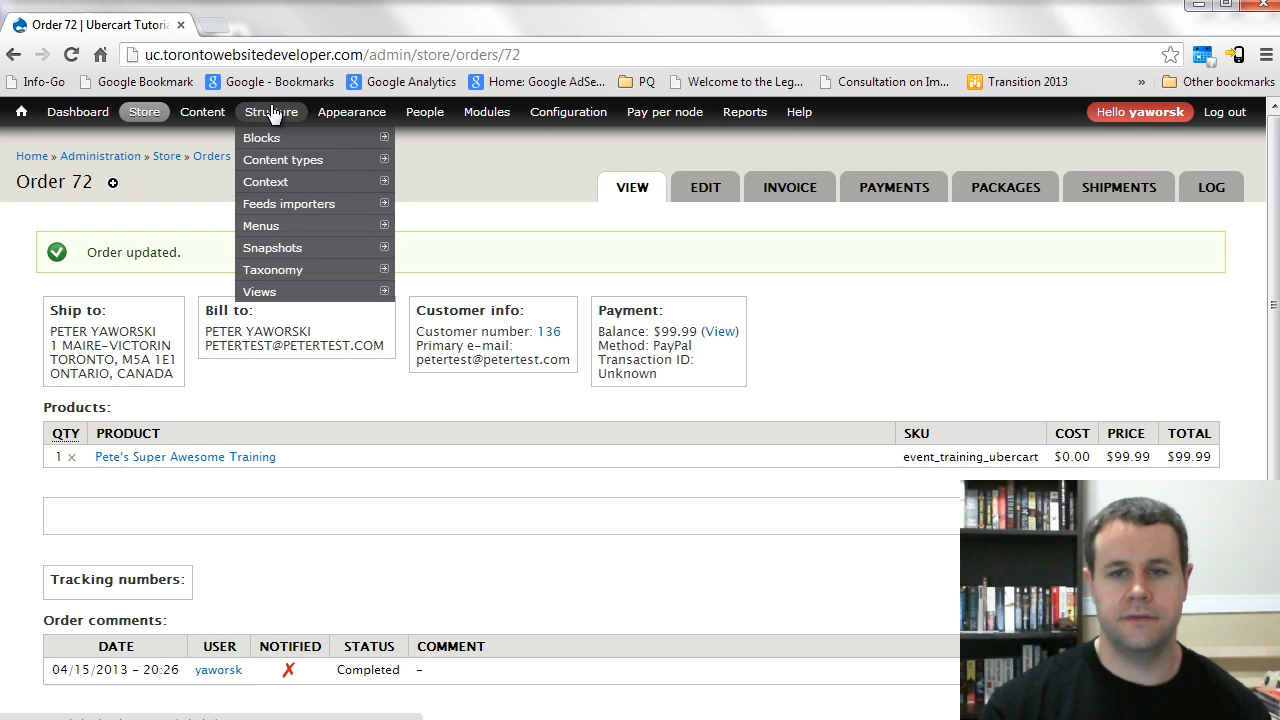 Order 72 | Ubercart Tutoria
uc.torontowebsitedeveloper.com/admin/store/orders/72
Info-Go Google Bookmark Google - Bookmarks Google Analytics Home: Google AdSe... PQ Welcome to the Leg... Consultation on Im... Transition 2013 » Other bookmarks
Dashboard Store Content Structure Appearance People Modules Configuration Pay per node Reports Help Hello yaworsk Log out
Blocks
Content types
Context
Feeds importers
Menus
Snapshots
Taxonomy
Views
Home » Administration » Store » Orders
Order 72
VIEW EDIT INVOICE PAYMENTS PACKAGES SHIPMENTS LOG
Order updated.
Ship to:
PETER YAWORSKI
1 MAIRE-VICTORIN
TORONTO, M5A 1E1
ONTARIO, CANADA
Bill to:
PETER YAWORSKI
PETERTEST@PETERTEST.COM
Customer info:
Customer number: 136
Primary e-mail:
petertest@petertest.com
Payment:
Balance: $99.99 (View)
Method: PayPal
Transaction ID:
Unknown
Products:
QTY PRODUCT SKU COST PRICE TOTAL
1 × Pete's Super Awesome Training event_training_ubercart $0.00 $99.99 $99.99
Tracking numbers:
Order comments:
DATE USER NOTIFIED STATUS COMMENT
04/15/2013 - 20:26 yaworsk ✗ Completed -